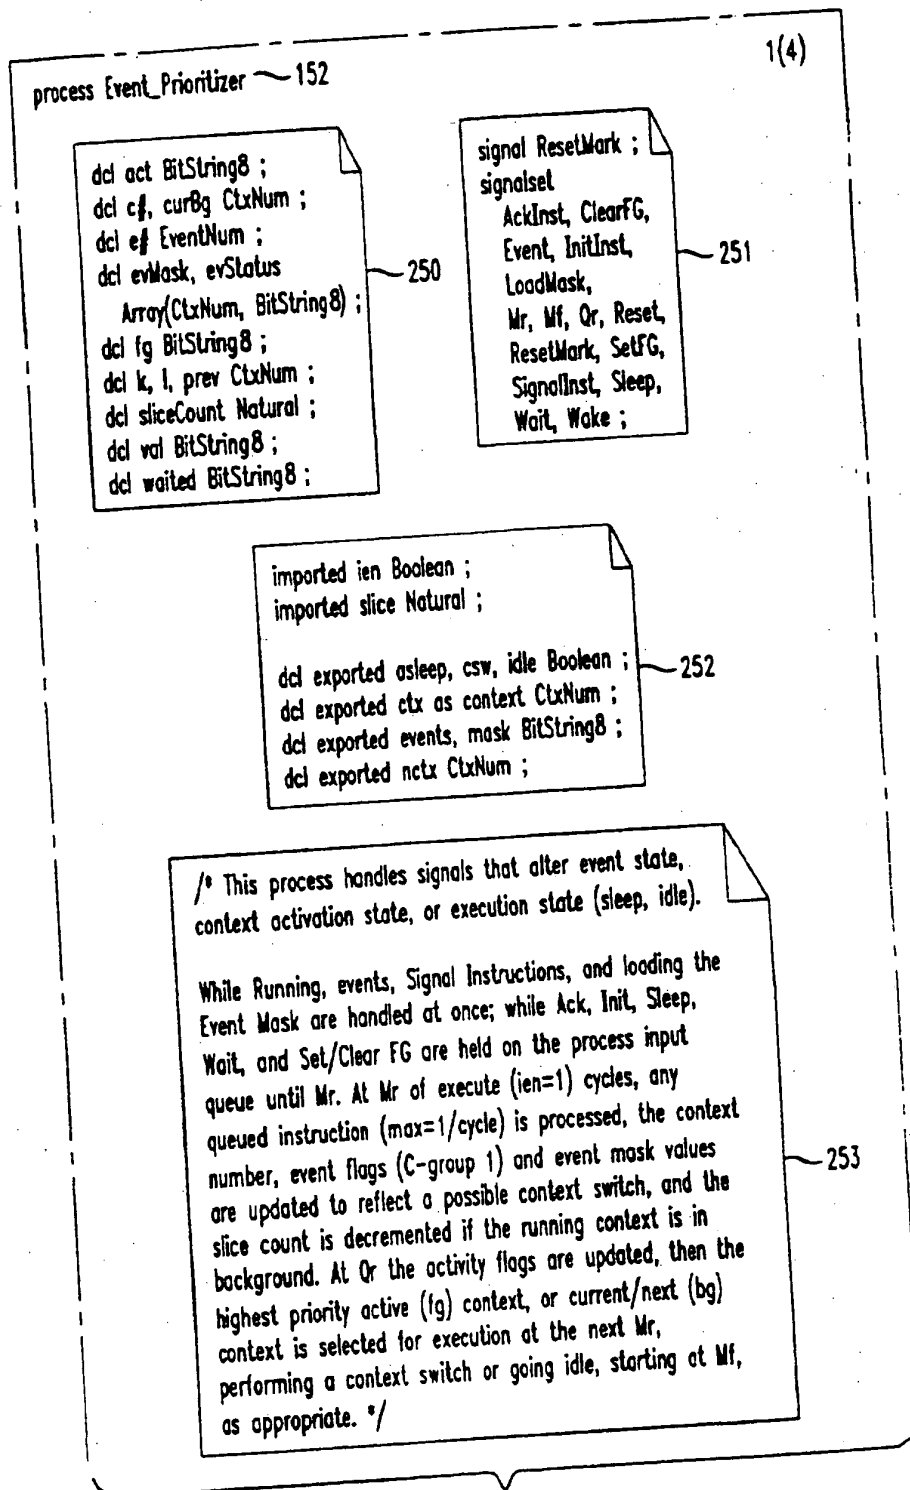 1(4)
process Event_Prioritizer 152
dcl act BitString8 ;
dcl c#, curBg CtxNum ;
dcl e# EventNum ;
dcl evMask, evStatus
Array(CtxNum, BitString8) ;
dcl fg BitString8 ;
dcl k, l, prev CtxNum ;
dcl sliceCount Natural ;
dcl val BitString8 ;
dcl waited BitString8 ;
250
signal ResetMark ;
signalset
AckInst, ClearFG,
Event, InitInst,
LoadMask,
Mr, Mf, Qr, Reset,
ResetMark, SetFG,
SignalInst, Sleep,
Wait, Wake ;
251
imported ien Boolean ;
imported slice Natural ;
dcl exported asleep, csw, idle Boolean ;
dcl exported ctx as context CtxNum ;
dcl exported events, mask BitString8 ;
dcl exported nctx CtxNum ;
252
/* This process handles signals that alter event state,
context activation state, or execution state (sleep, idle).
While Running, events, Signal Instructions, and loading the
Event Mask are handled at once; while Ack, Init, Sleep,
Wait, and Set/Clear FG are held on the process input
queue until Mr. At Mr of execute (ien=1) cycles, any
queued instruction (max=1/cycle) is processed, the context
number, event flags (C-group 1) and event mask values
are updated to reflect a possible context switch, and the
slice count is decremented if the running context is in
background. At Qr the activity flags are updated, then the
highest priority active (fg) context, or current/next (bg)
context is selected for execution at the next Mr,
performing a context switch or going idle, starting at Mf,
as appropriate. */
253